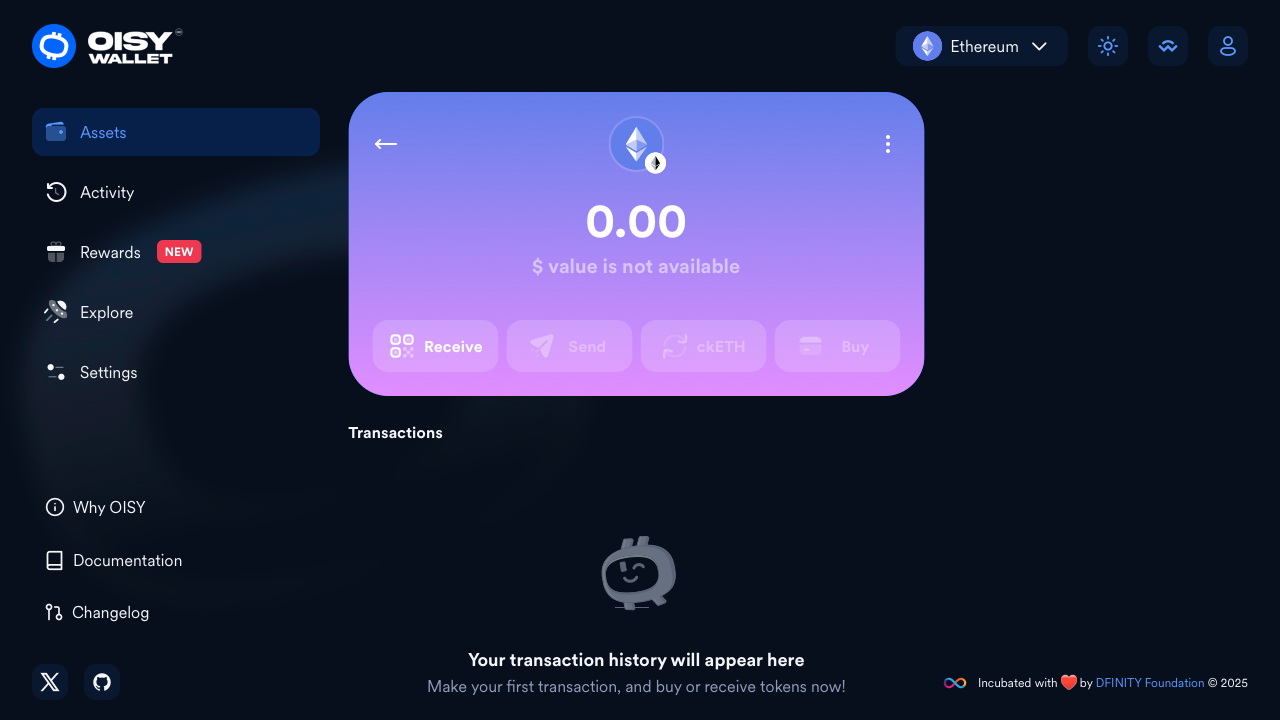 OISY
WALLET
Ethereum
Assets
Activity
Rewards NEW
Explore
Settings
Why OISY
Documentation
Changelog
0.00
$ value is not available
Receive
Send
ckETH
Buy
Transactions
Your transaction history will appear here
Make your first transaction, and buy or receive tokens now!
Incubated with ❤️ by DFINITY Foundation © 2025